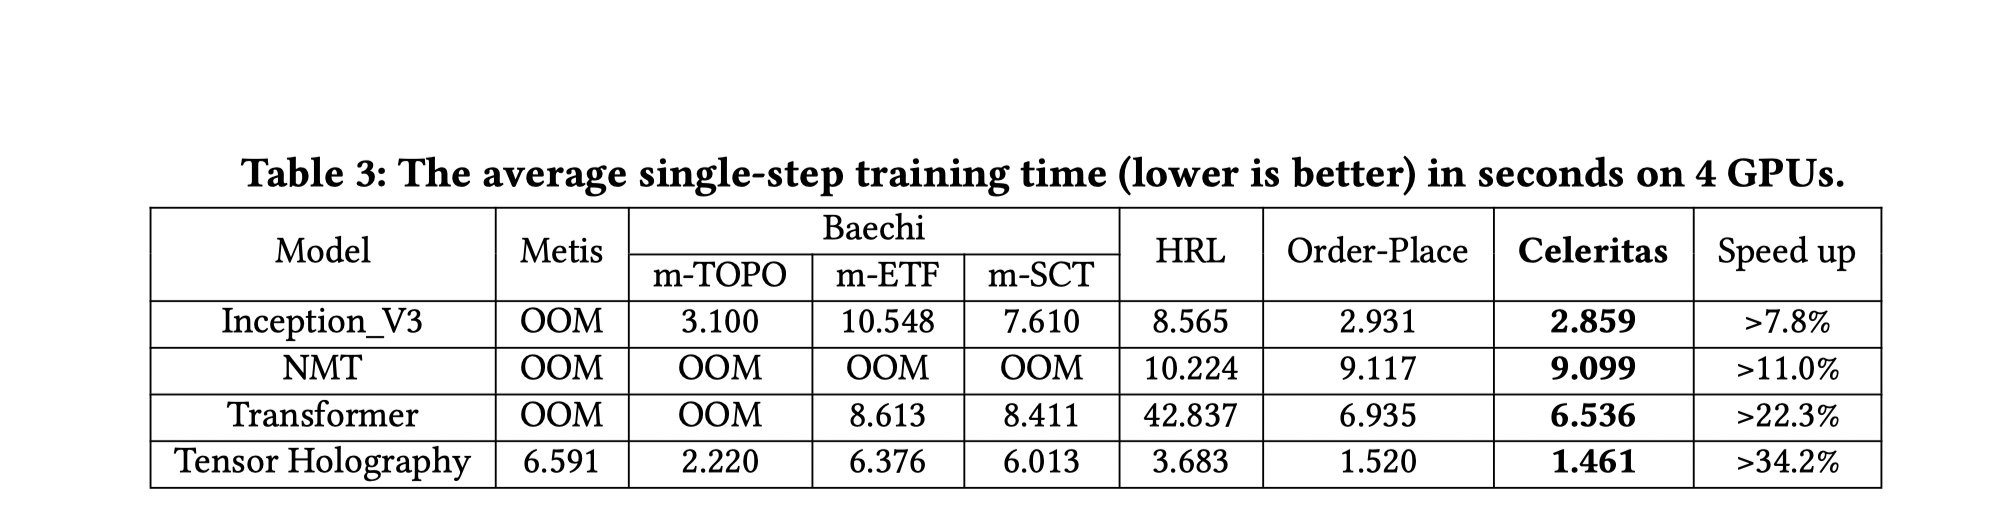 Table 3: The average single-step training time (lower is better) in seconds on 4 GPUs.
Model Metis Baechi HRL Order-Place Celeritas Speed up
m-TOPO m-ETF m-SCT
Inception_V3 OOM 3.100 10.548 7.610 8.565 2.931 2.859 >7.8%
NMT OOM OOM OOM OOM 10.224 9.117 9.099 >11.0%
Transformer OOM OOM 8.613 8.411 42.837 6.935 6.536 >22.3%
Tensor Holography 6.591 2.220 6.376 6.013 3.683 1.520 1.461 >34.2%